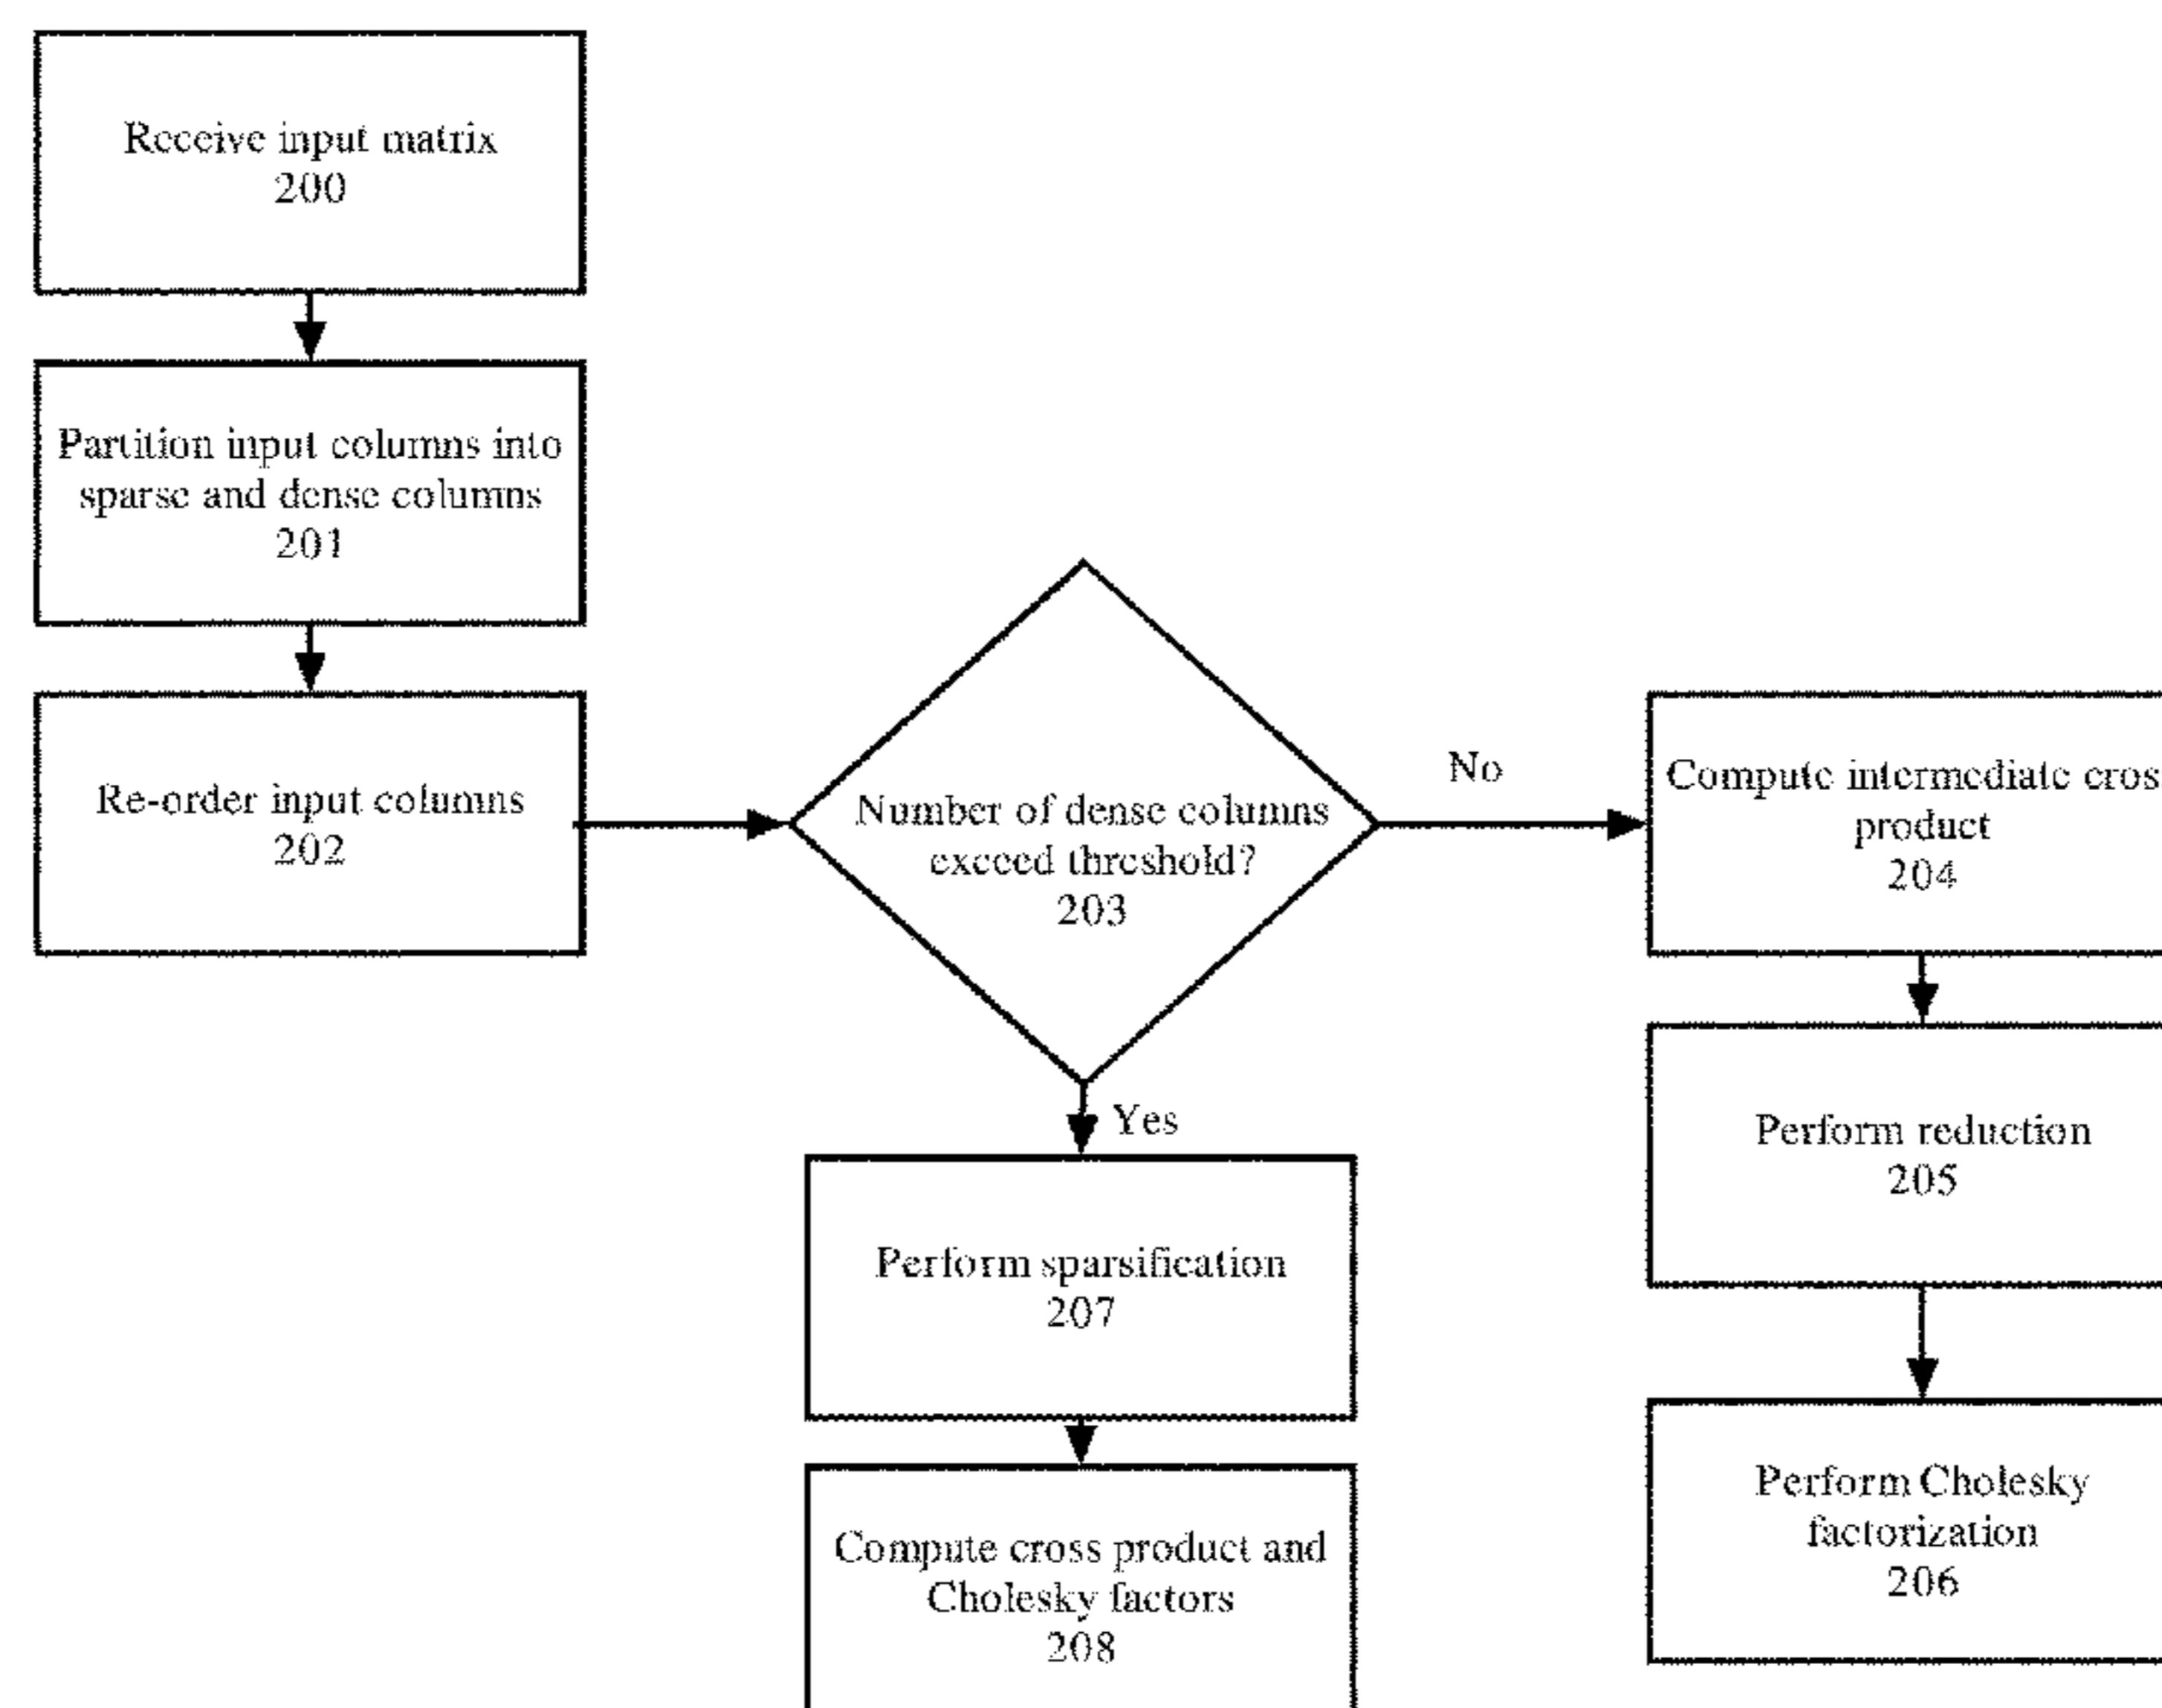 Receive input matrix
200
Partition input columns into
sparse and dense columns
201
Re-order input columns
202
Number of dense columns
exceed threshold?
203
No
Yes
Compute intermediate cros
product
204
Perform reduction
205
Perform Cholesky
factorization
206
Perform sparsification
207
Compute cross product and
Cholesky factors
208